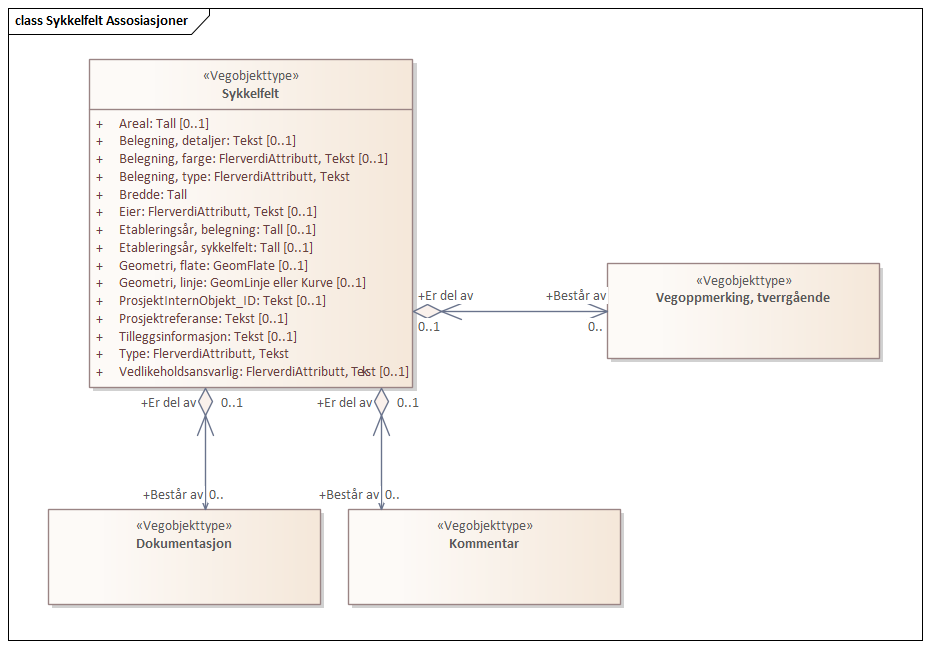 class Sykkelfelt Assosiasjoner
«Vegobjekttype»
Sykkelfelt
+ Areal: Tall [0..1]
+ Belegning, detaljer: Tekst [0..1]
+ Belegning, farge: FlerverdiAttributt, Tekst [0..1]
+ Belegning, type: FlerverdiAttributt, Tekst
+ Bredde: Tall
+ Eier: FlerverdiAttributt, Tekst [0..1]
+ Etableringsår, belegning: Tall [0..1]
+ Etableringsår, sykkelfelt: Tall [0..1]
+ Geometri, flate: GeomFlate [0..1]
+ Geometri, linje: GeomLinje eller Kurve [0..1]
+ ProsjektInternObjekt_ID: Tekst [0..1]
+ Prosjektreferanse: Tekst [0..1]
+ Tilleggsinformasjon: Tekst [0..1]
+ Type: FlerverdiAttributt, Tekst
+ Vedlikeholdsansvarlig: FlerverdiAttributt, Tekst [0..1]
+Er del av
0..1
+Består av
0..
«Vegobjekttype»
Vegoppmerking, tverrgående
+Er del av 0..1
+Er del av 0..1
+Består av 0..
+Består av 0..
«Vegobjekttype»
Dokumentasjon
«Vegobjekttype»
Kommentar